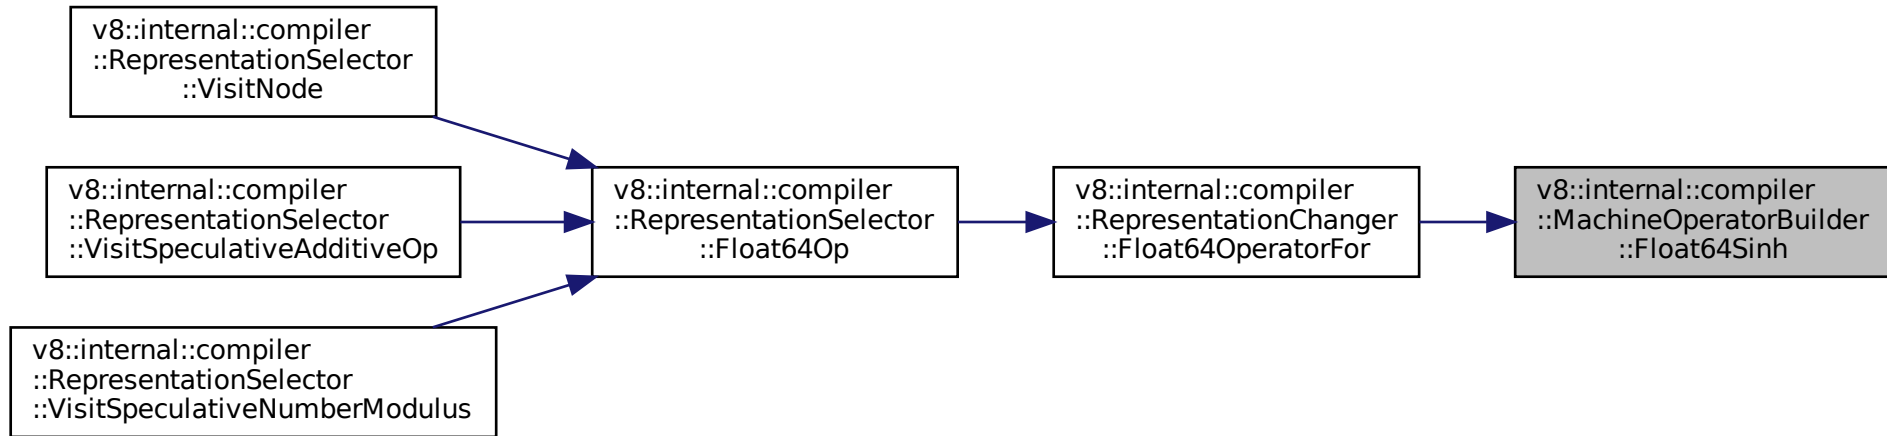 v8::internal::compiler
::RepresentationSelector
::VisitNode
v8::internal::compiler
::RepresentationSelector
::VisitSpeculativeAdditiveOp
v8::internal::compiler
::RepresentationSelector
::VisitSpeculativeNumberModulus
v8::internal::compiler
::RepresentationSelector
::Float64Op
v8::internal::compiler
::RepresentationChanger
::Float64OperatorFor
v8::internal::compiler
::MachineOperatorBuilder
::Float64Sinh